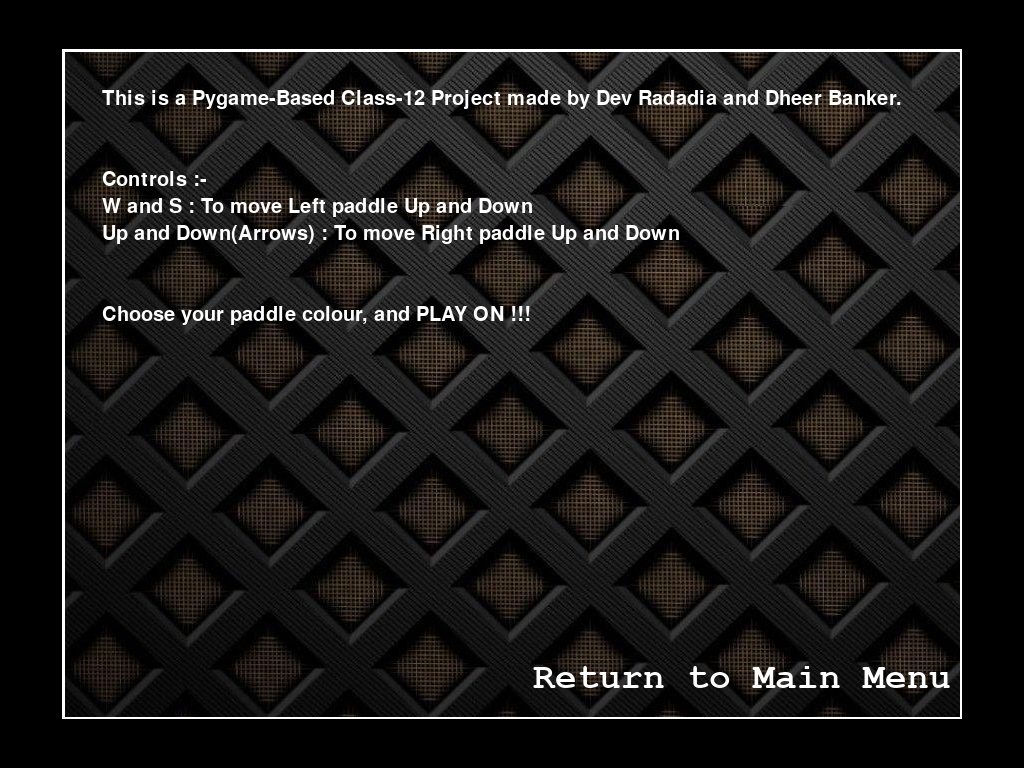 This is a Pygame-Based Class-12 Project made by Dev Radadia and Dheer Banker.
Controls :-
W and S : To move Left paddle Up and Down
Up and Down(Arrows) : To move Right paddle Up and Down
Choose your paddle colour, and PLAY ON !!!
Return to Main Menu